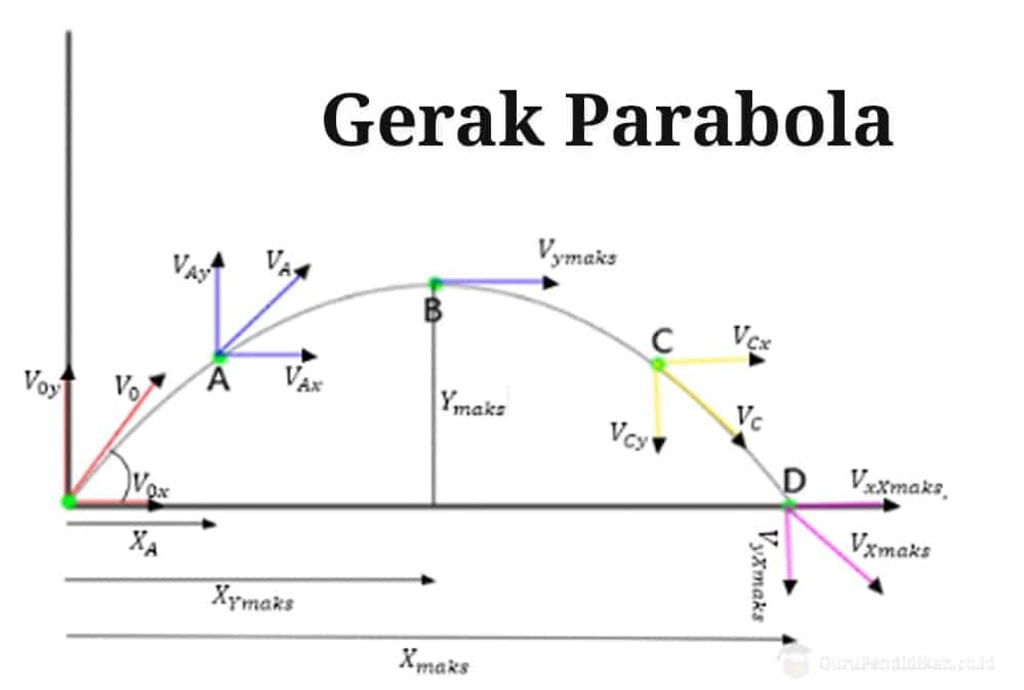 Gerak Parabola
V_ymaks
V_Ay
V_A
B
C
V_Cx
V_0y
V_0
A
V_Ax
Y_maks
V_Cy
V_C
V_0x
D
V_xXmaks.
X_A
V_yXmaks
V_Xmaks
X_Ymaks
X_maks
GuruPendidikan.co.id